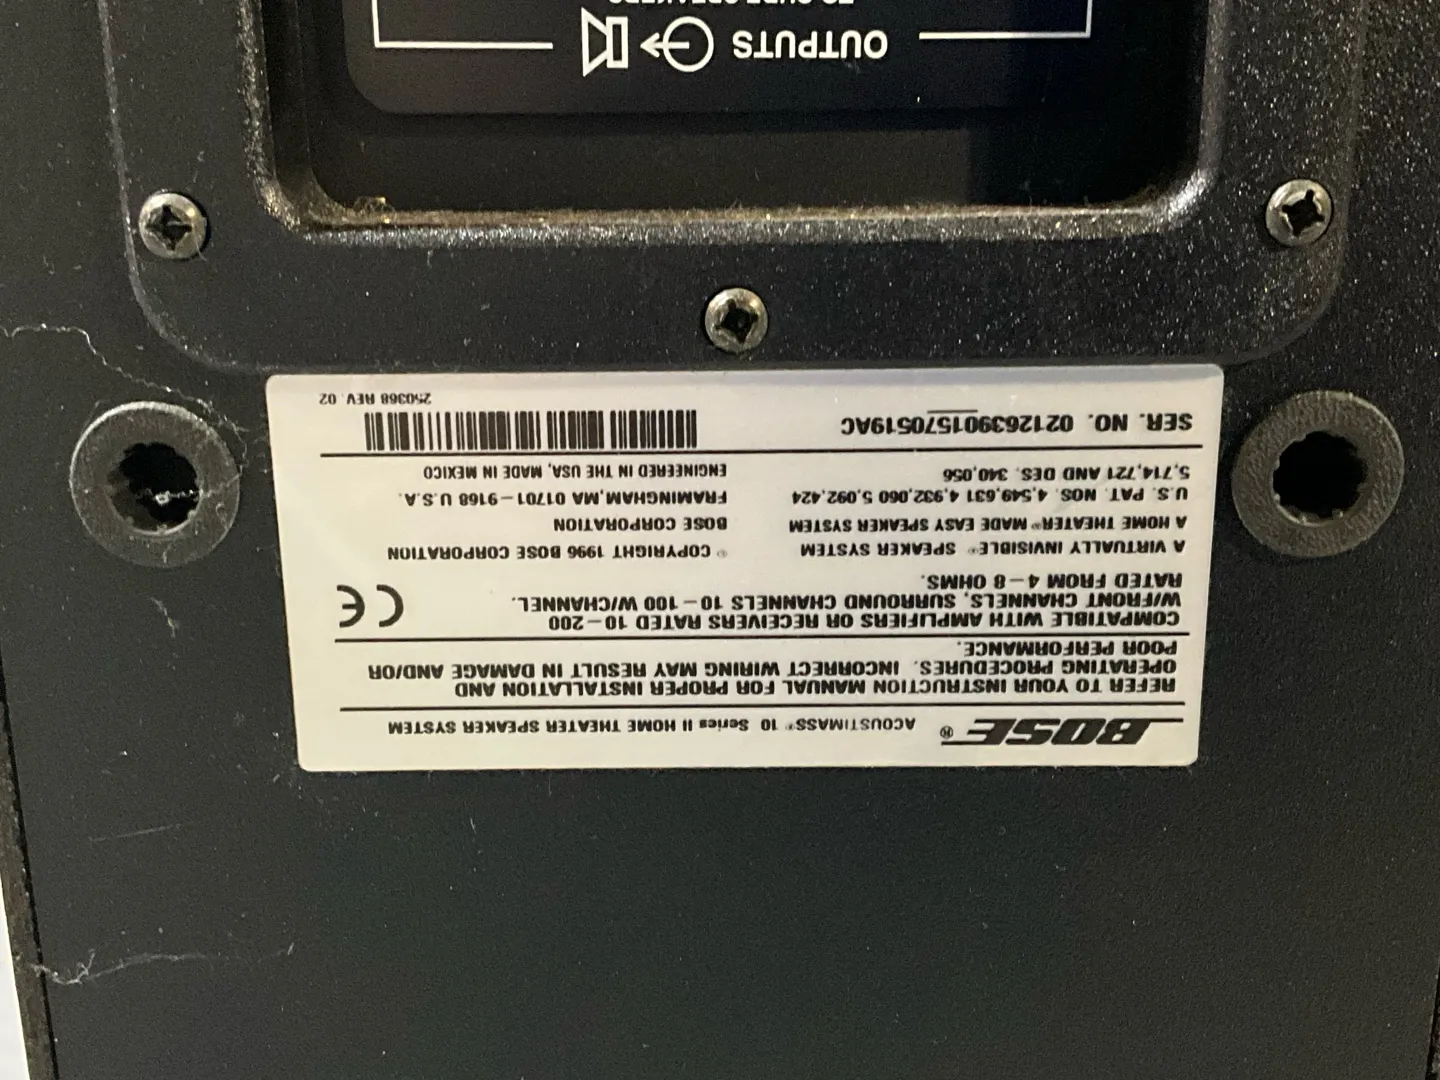 BOSE® ACOUSTIMASS® 10 Series II HOME THEATER SPEAKER SYSTEM
REFER TO YOUR INSTRUCTION MANUAL FOR PROPER INSTALLATION AND
OPERATING PROCEDURES. INCORRECT WIRING MAY RESULT IN DAMAGE AND/OR
POOR PERFORMANCE.
COMPATIBLE WITH AMPLIFIERS OR RECEIVERS RATED 10-200
W/FRONT CHANNELS, SURROUND CHANNELS 10-100 W/CHANNEL.
RATED FROM 4-8 OHMS.
CE
A VIRTUALLY INVISIBLE® SPEAKER SYSTEM
A HOME THEATER™ MADE EASY SPEAKER SYSTEM
U.S. PAT. NOS. 4,549,631 4,932,060 5,092,424
5,714,721 AND DES. 340,056
© COPYRIGHT 1996 BOSE CORPORATION
BOSE CORPORATION
FRAMINGHAM, MA 01701-9168 U.S.A.
ENGINEERED IN THE USA, MADE IN MEXICO
SER. NO. 021263901570519AC
250368 REV. 02
OUTPUTS
TO CUBE SPEAKERS